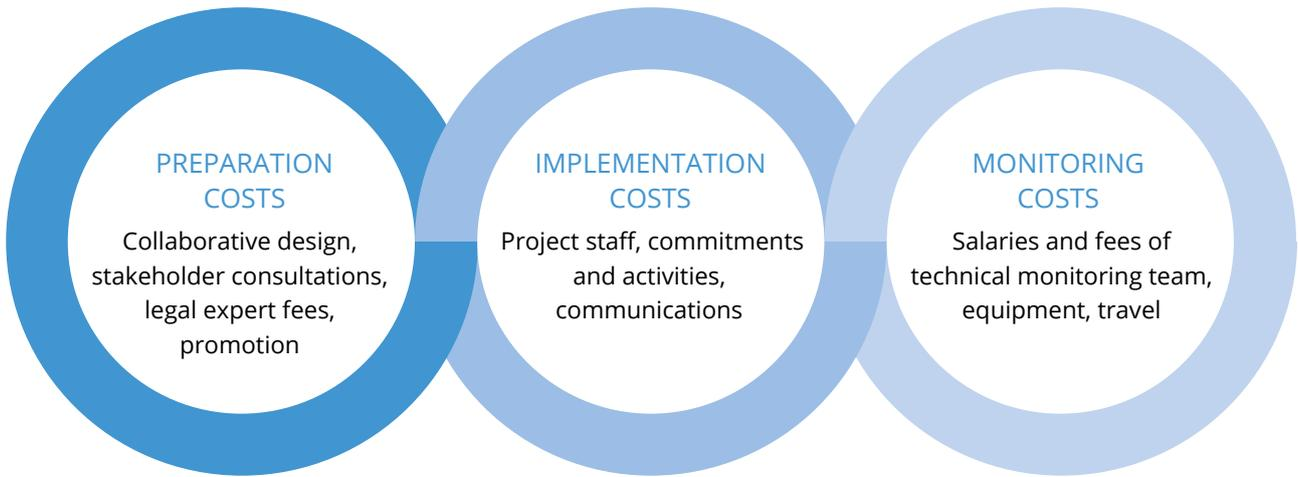 PREPARATION
COSTS
Collaborative design,
stakeholder consultations,
legal expert fees,
promotion
IMPLEMENTATION
COSTS
Project staff, commitments
and activities,
communications
MONITORING
COSTS
Salaries and fees of
technical monitoring team,
equipment, travel